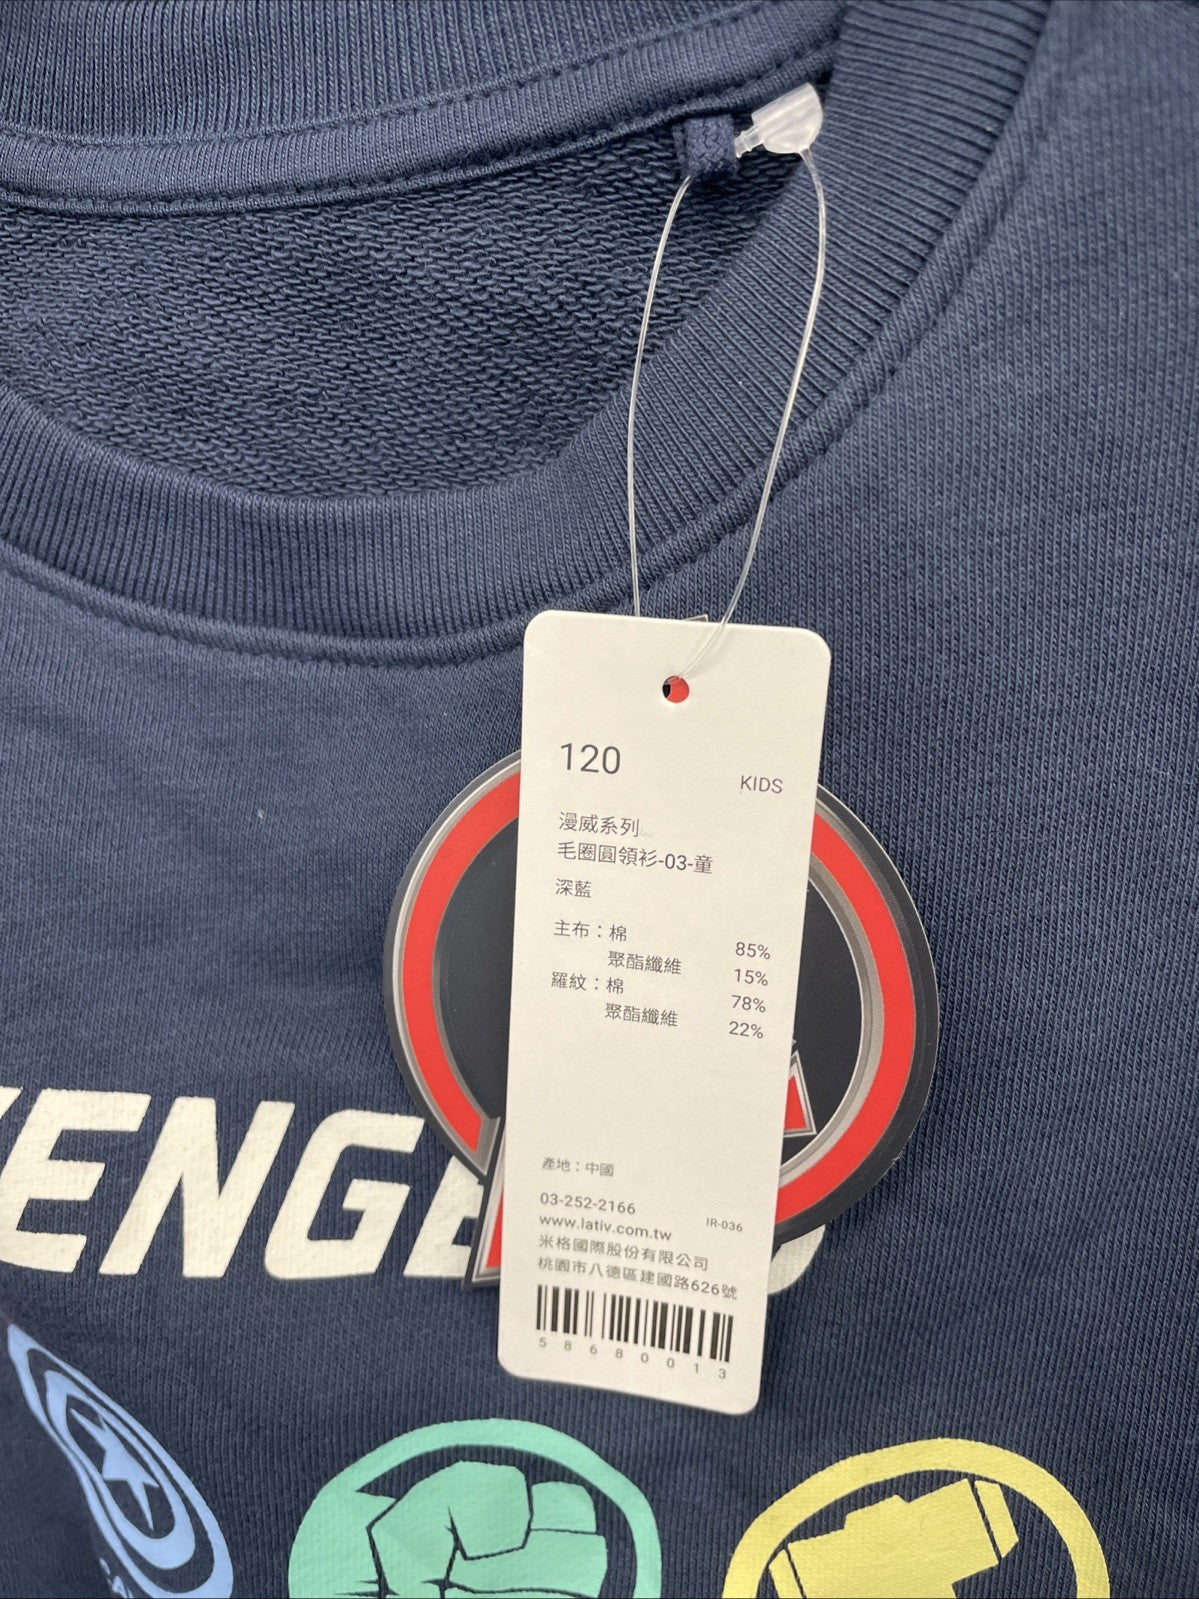 120
KIDS
漫威系列
毛圈圓領衫-03-童
深藍
主布：棉 85%
聚酯纖維 15%
羅紋：棉 78%
聚酯纖維 22%
產地：中國
03-252-2166
www.lativ.com.tw IR-036
米格國際股份有限公司
桃園市八德區建國路626號
58680013
ENGE